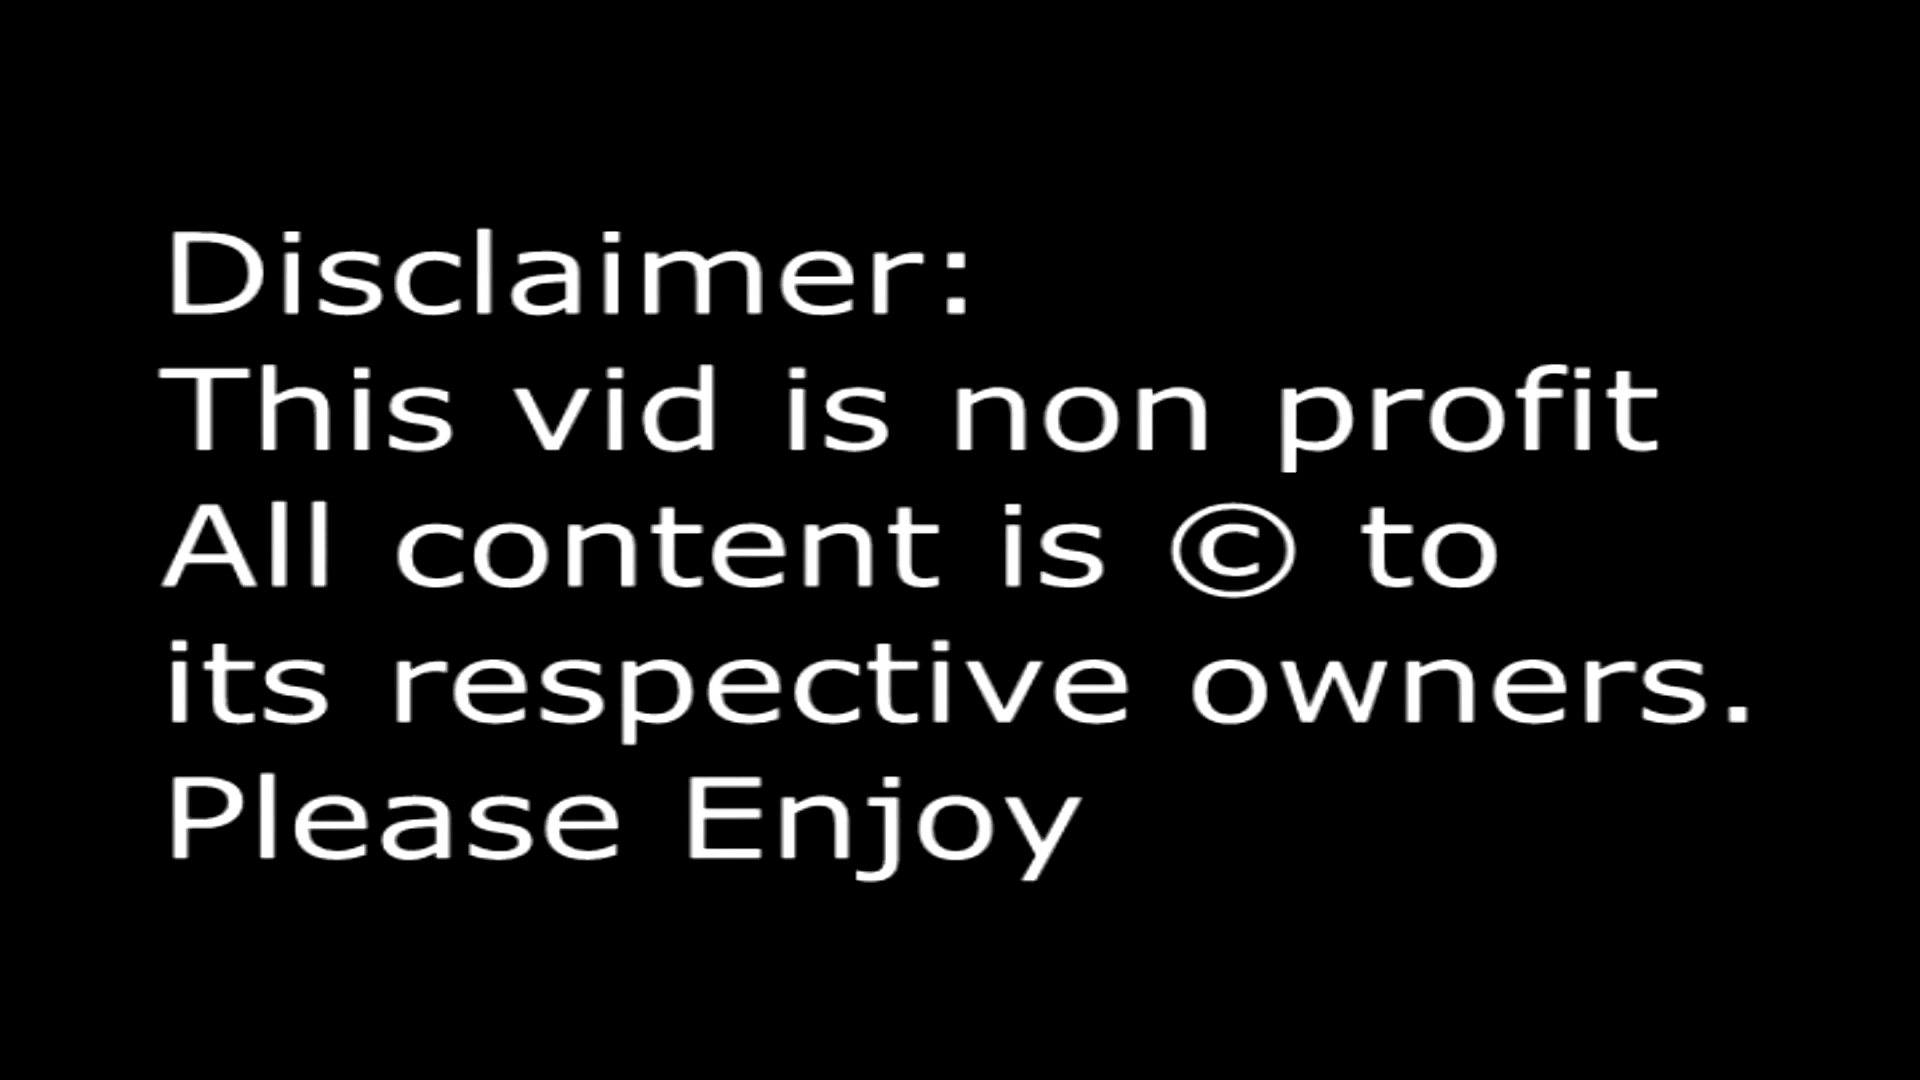 Disclaimer:
This vid is non profit
All content is © to
its respective owners.
Please Enjoy